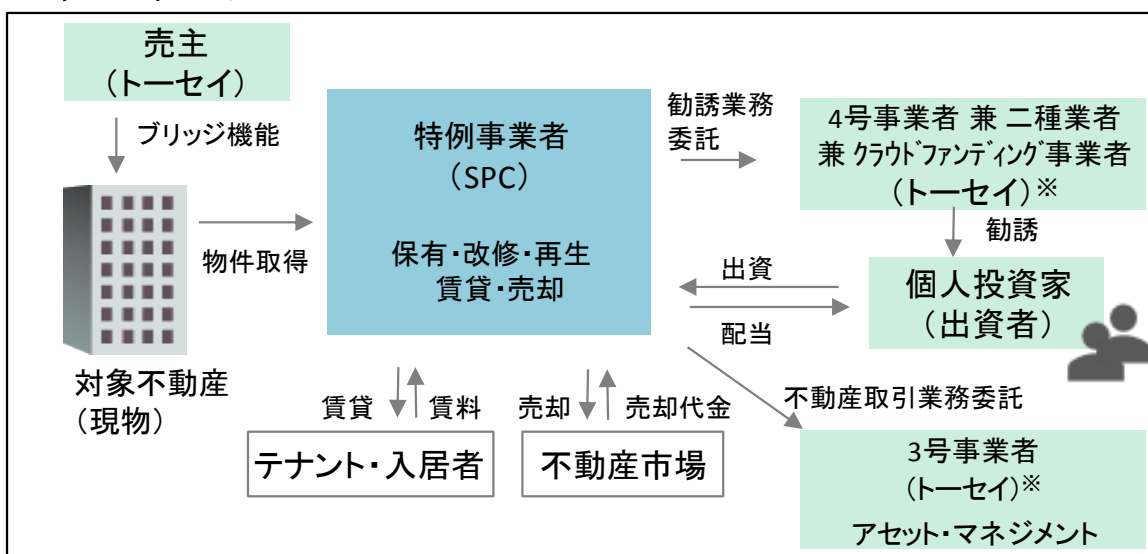 売主
(トーセイ)
ブリッジ機能
物件取得
対象不動産
(現物)
特例事業者
(SPC)
保有・改修・再生
賃貸・売却
勧誘業務
委託
4号事業者 兼 二種業者
兼 クラウドファンディング事業者
(トーセイ)※
勧誘
出資
配当
個人投資家
(出資者)
賃貸
賃料
売却
売却代金
不動産取引業務委託
テナント・入居者
不動産市場
3号事業者
(トーセイ)※
アセット・マネジメント